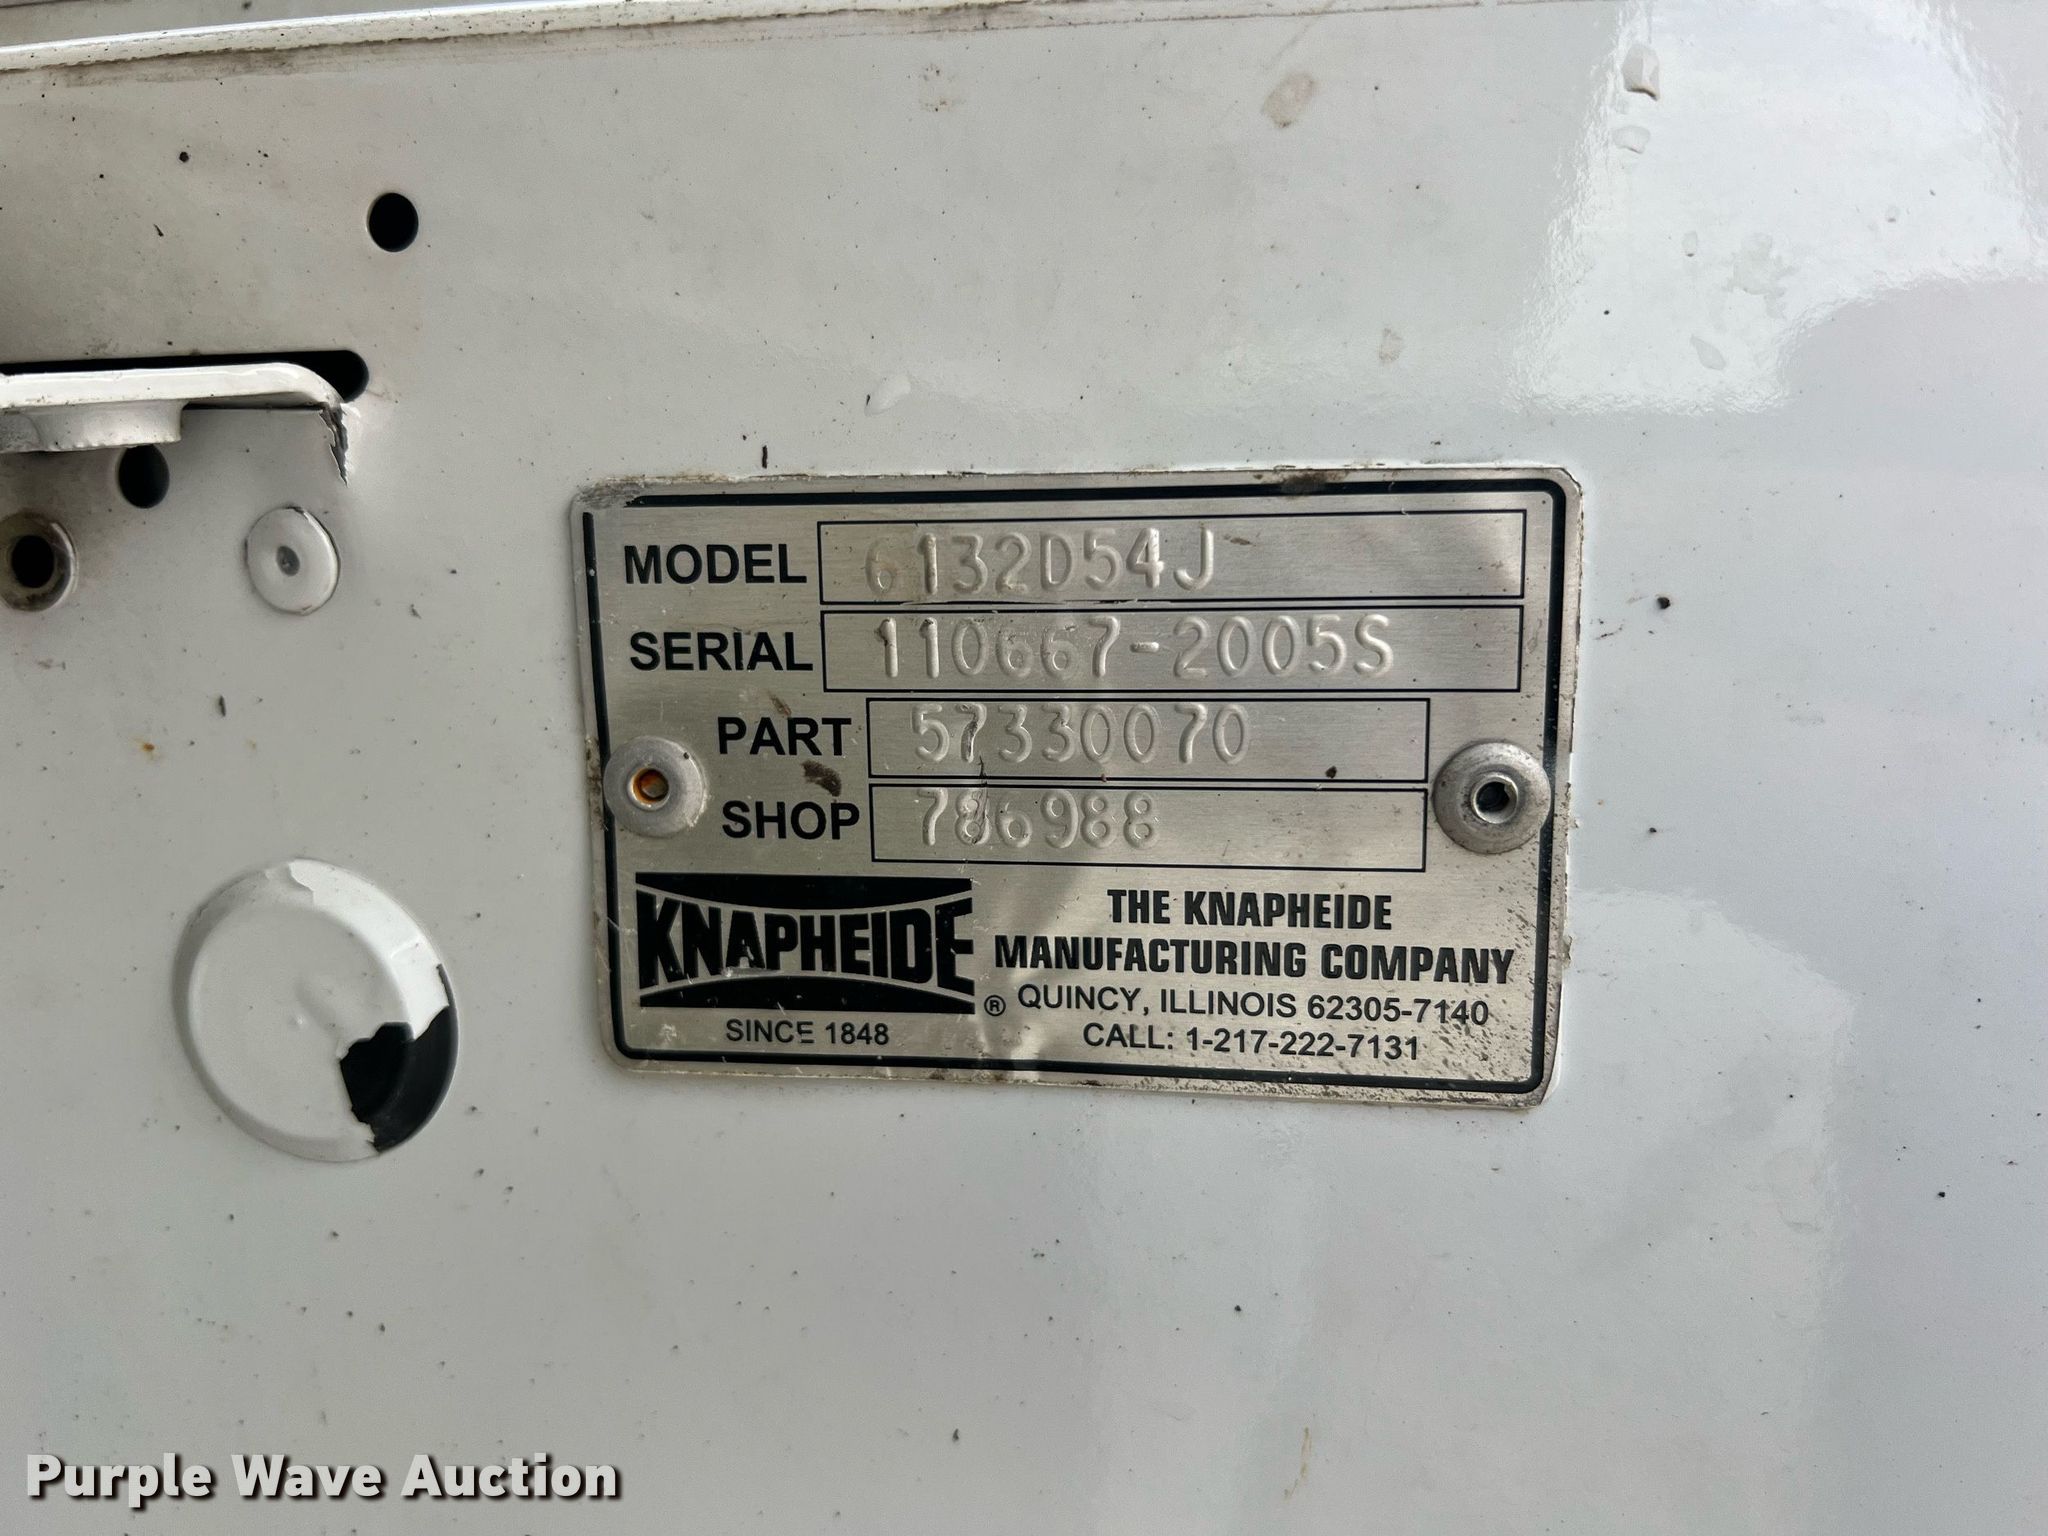 MODEL 6132D54J
SERIAL 110667-2005S
PART 57330070
SHOP 786988
KNAPHEIDE ®
SINCE 1848
THE KNAPHEIDE
MANUFACTURING COMPANY
QUINCY, ILLINOIS 62305-7140
CALL: 1-217-222-7131
Purple Wave Auction